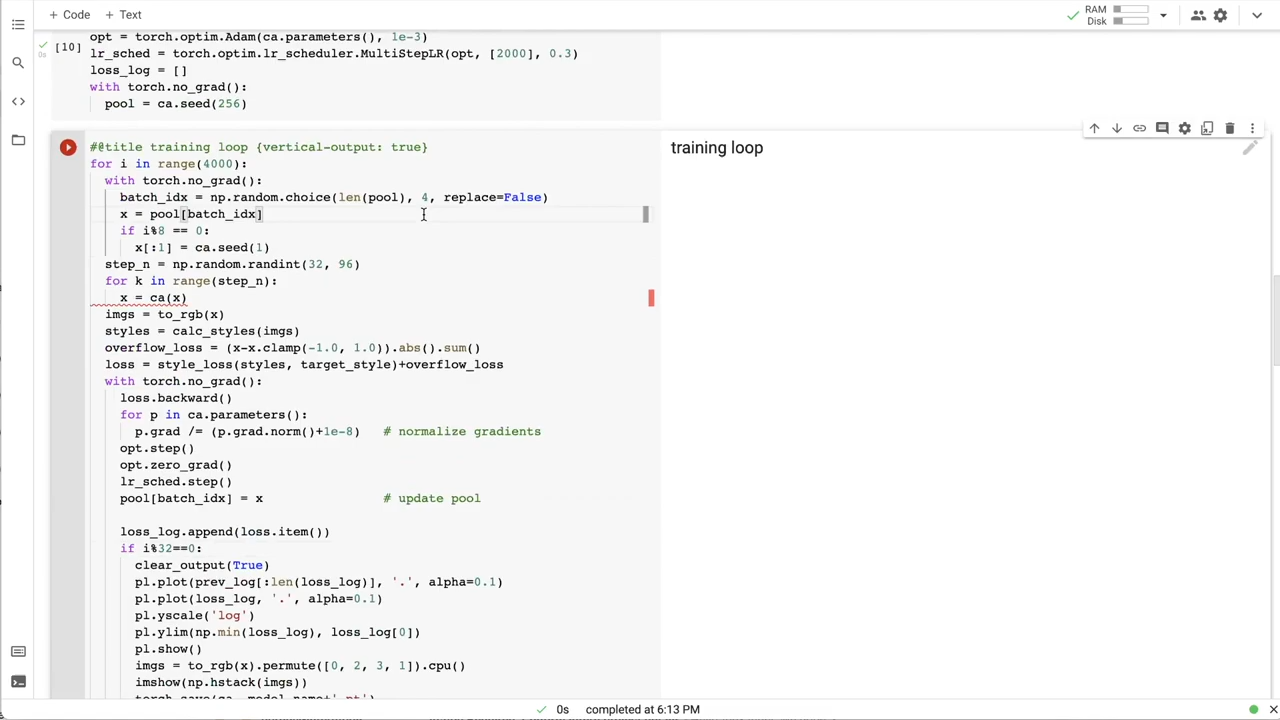 + Code + Text
RAM
Disk
[10]
0s
opt = torch.optim.Adam(ca.parameters(), 1e-3)
lr_sched = torch.optim.lr_scheduler.MultiStepLR(opt, [2000], 0.3)
loss_log = []
with torch.no_grad():
pool = ca.seed(256)
#@title training loop {vertical-output: true}
training loop
for i in range(4000):
with torch.no_grad():
batch_idx = np.random.choice(len(pool), 4, replace=False)
x = pool[batch_idx]
if i%8 == 0:
x[:1] = ca.seed(1)
step_n = np.random.randint(32, 96)
for k in range(step_n):
x = ca(x)
imgs = to_rgb(x)
styles = calc_styles(imgs)
overflow_loss = (x-x.clamp(-1.0, 1.0)).abs().sum()
loss = style_loss(styles, target_style)+overflow_loss
with torch.no_grad():
loss.backward()
for p in ca.parameters():
p.grad /= (p.grad.norm()+1e-8) # normalize gradients
opt.step()
opt.zero_grad()
lr_sched.step()
pool[batch_idx] = x # update pool
loss_log.append(loss.item())
if i%32==0:
clear_output(True)
pl.plot(prev_log[:len(loss_log)], '.', alpha=0.1)
pl.plot(loss_log, '.', alpha=0.1)
pl.yscale('log')
pl.ylim(np.min(loss_log), loss_log[0])
pl.show()
imgs = to_rgb(x).permute([0, 2, 3, 1]).cpu()
imshow(np.hstack(imgs))
torch.save(ca, model_name+'.pt')
0s completed at 6:13 PM